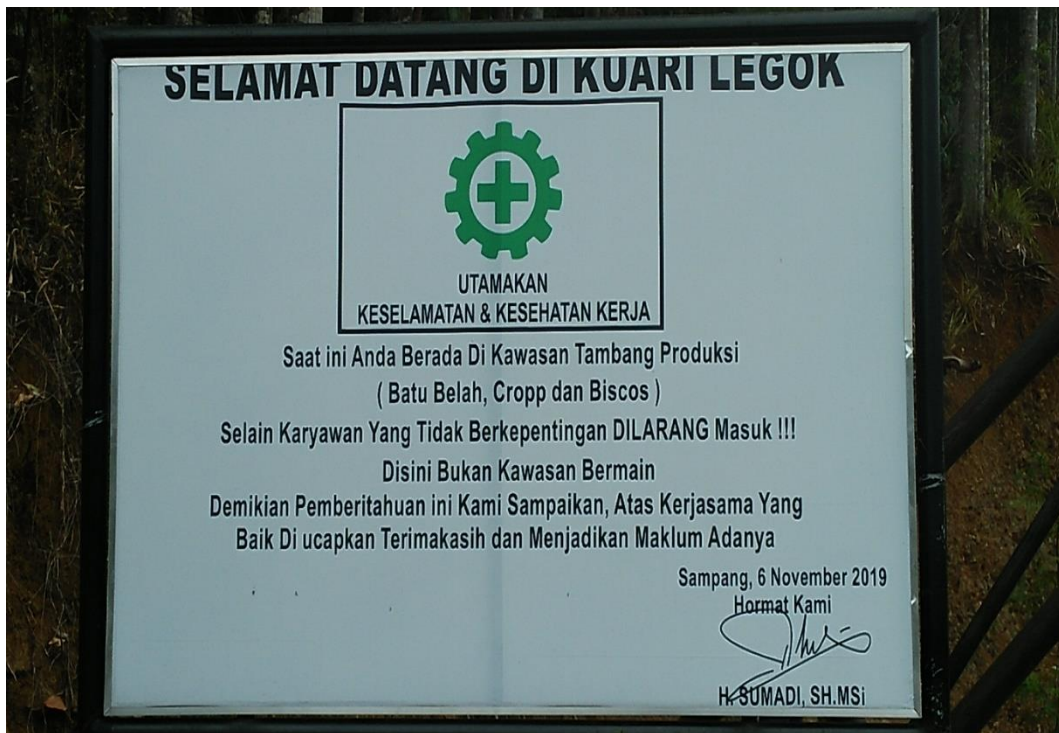 SELAMAT DATANG DI KUARI LEGOK
UTAMAKAN
KESELAMATAN & KESEHATAN KERJA
Saat ini Anda Berada Di Kawasan Tambang Produksi
( Batu Belah, Cropp dan Biscos )
Selain Karyawan Yang Tidak Berkepentingan DILARANG Masuk !!!
Disini Bukan Kawasan Bermain
Demikian Pemberitahuan ini Kami Sampaikan, Atas Kerjasama Yang
Baik Di ucapkan Terimakasih dan Menjadikan Maklum Adanya
Sampang, 6 November 2019
Hormat Kami
H. SUMADI, SH.MSi